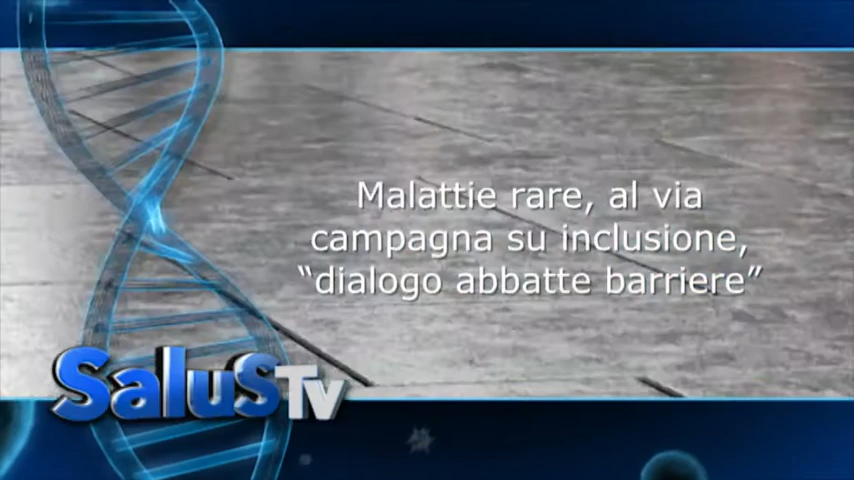 Malattie rare, al via
campagna su inclusione,
“dialogo abbatte barriere”
SaluSTv